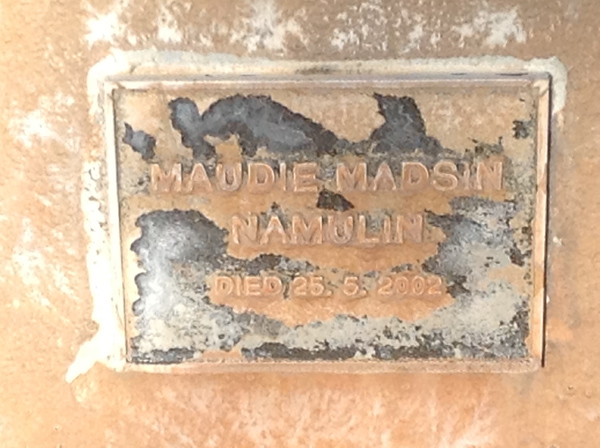 MAUDIE MADSIN
NAMULIN
DIED 25. 5. 2002